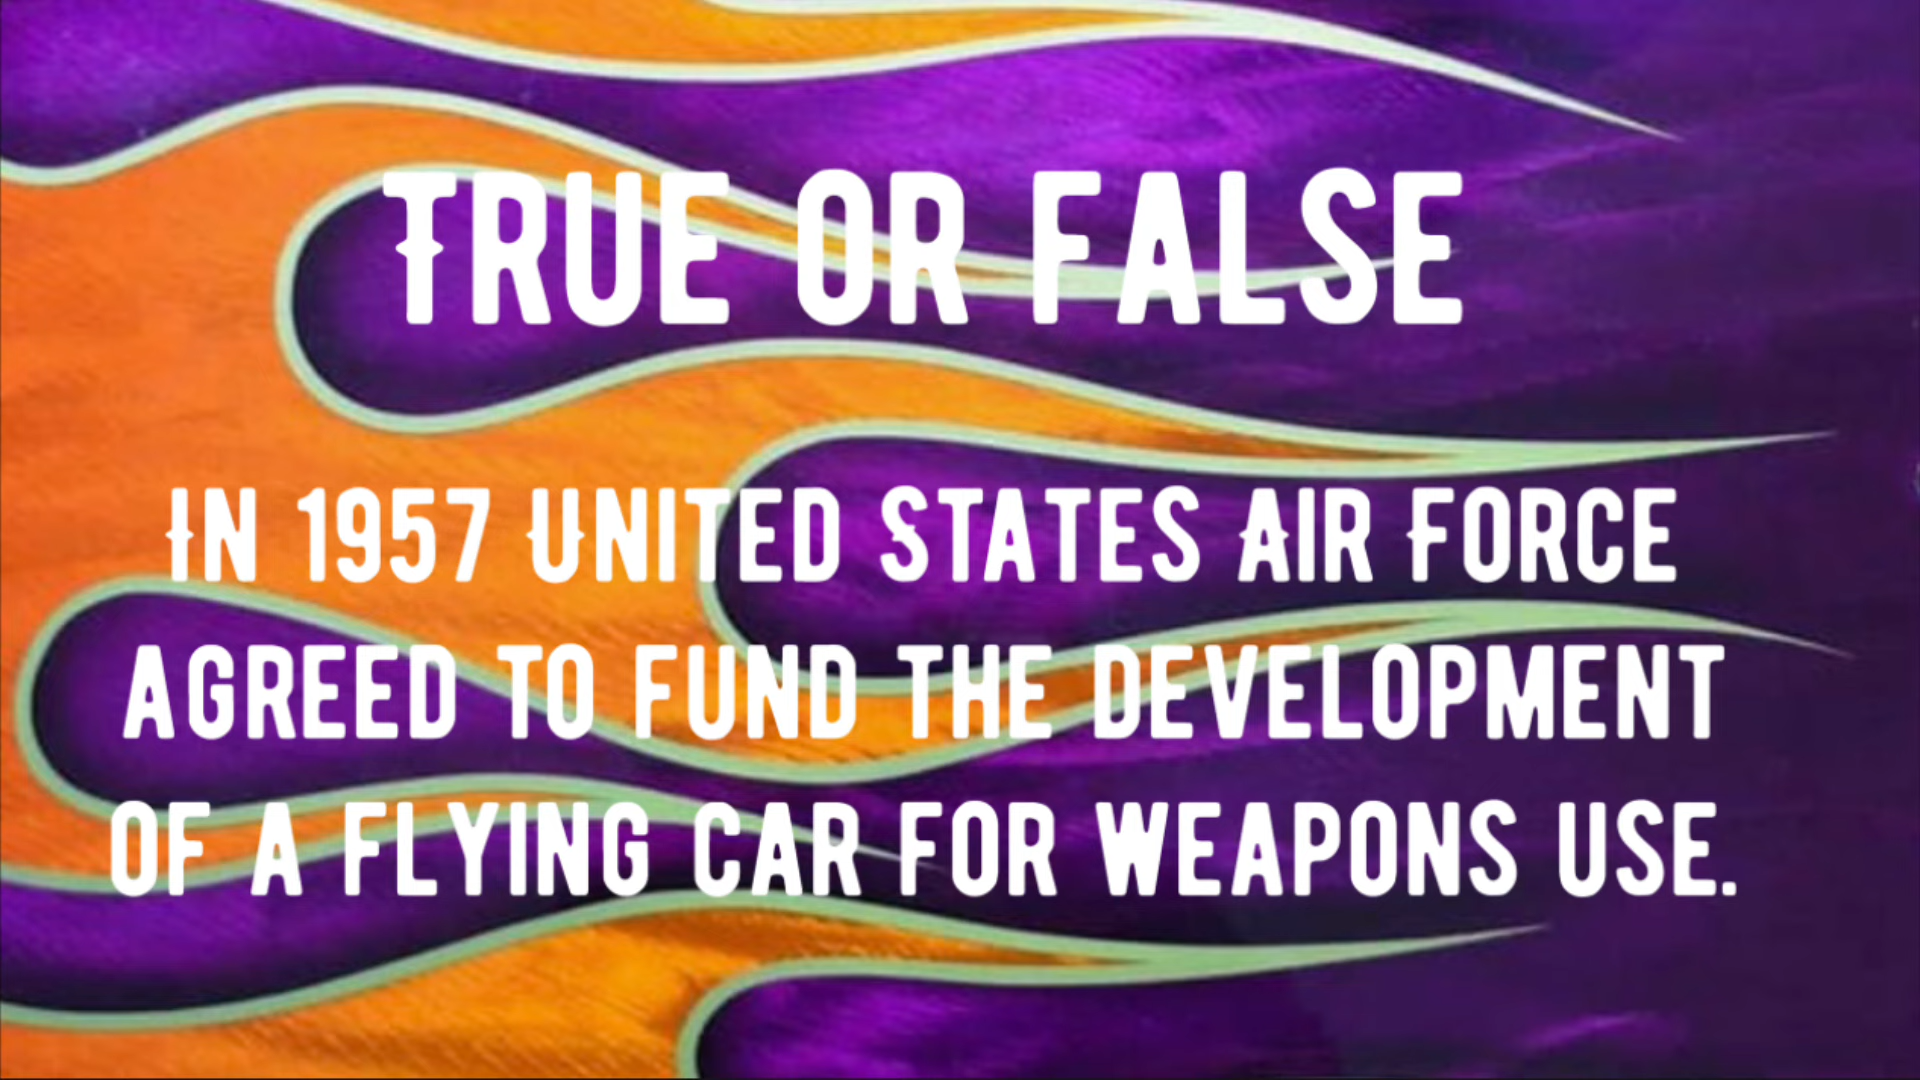 TRUE OR FALSE
IN 1957 UNITED STATES AIR FORCE
AGREED TO FUND THE DEVELOPMENT
OF A FLYING CAR FOR WEAPONS USE.